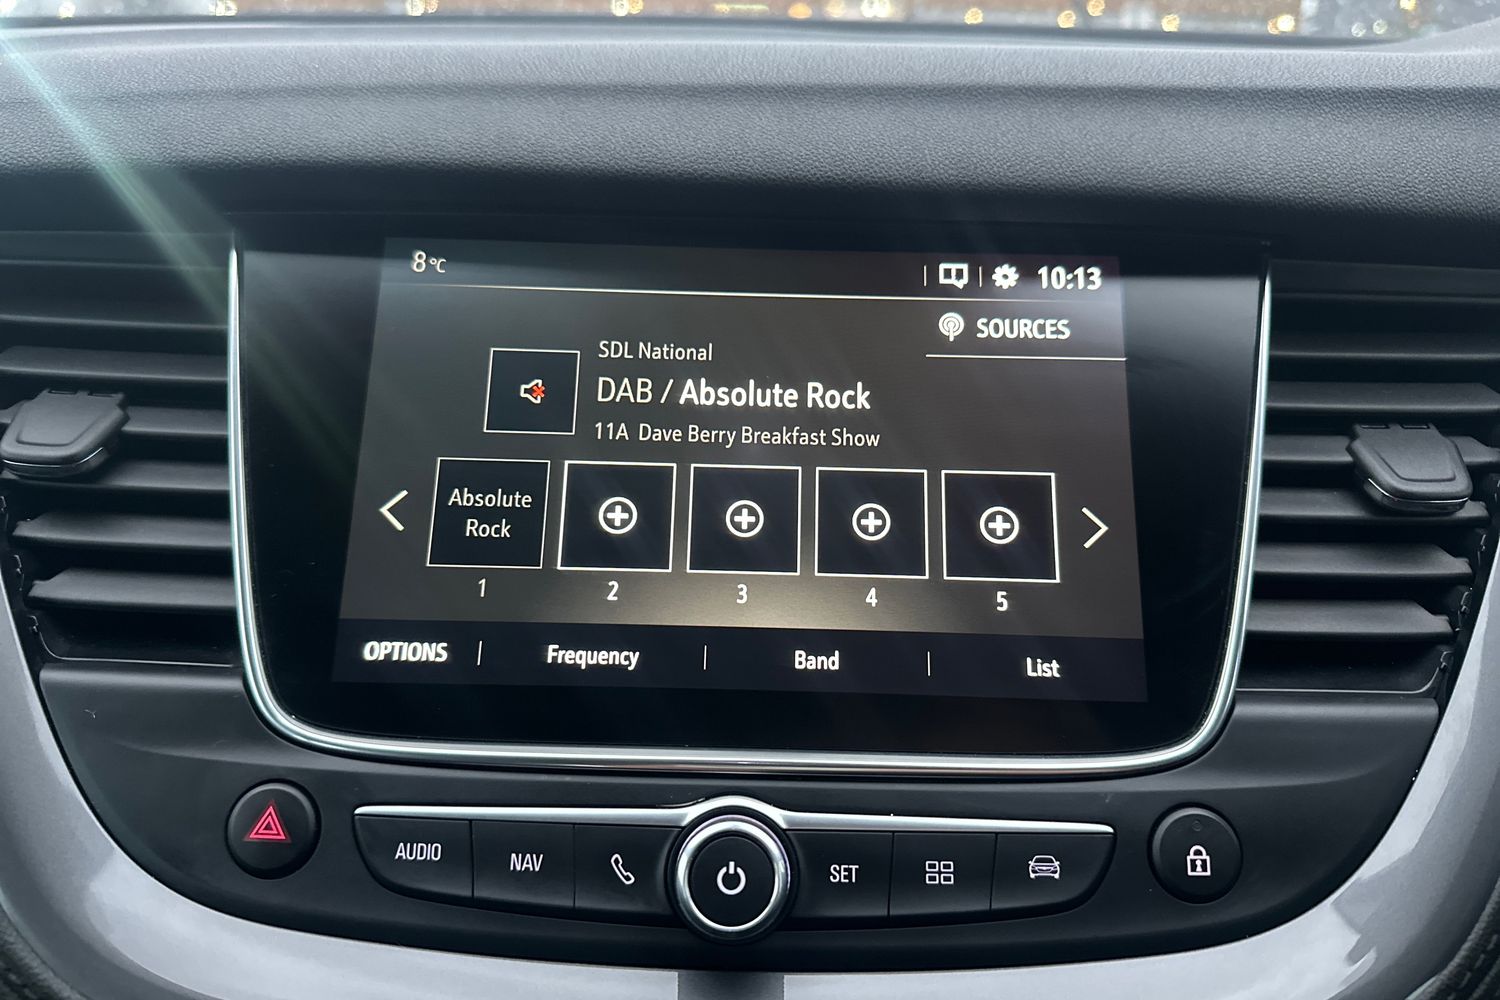 8°C
10:13
SOURCES
SDL National
DAB / Absolute Rock
11A Dave Berry Breakfast Show
Absolute
Rock
1
2
3
4
5
OPTIONS
Frequency
Band
List
AUDIO
NAV
SET